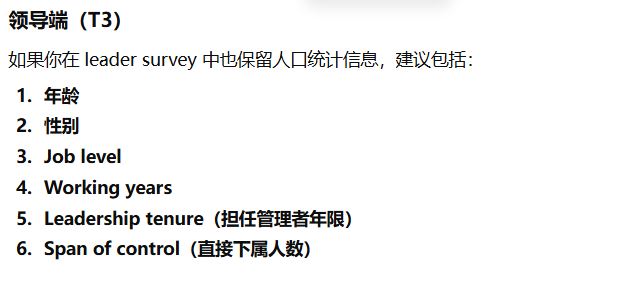 领导端（T3）
如果你在 leader survey 中也保留人口统计信息，建议包括：
1. 年龄
2. 性别
3. Job level
4. Working years
5. Leadership tenure（担任管理者年限）
6. Span of control（直接下属人数）